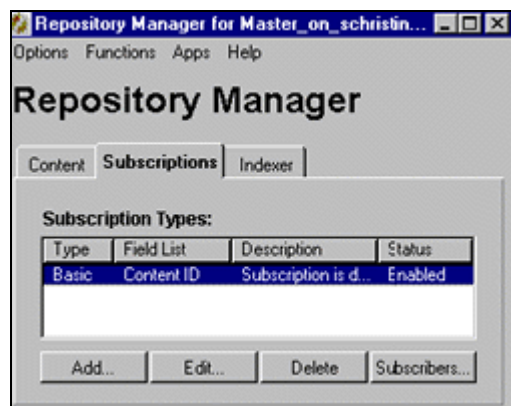 Repository Manager for Master_on_schristin...
Options Functions Apps Help
Repository Manager
Content Subscriptions Indexer
Subscription Types:
Type Field List Description Status
Basic Content ID Subscription is d... Enabled
Add... Edit... Delete Subscribers...